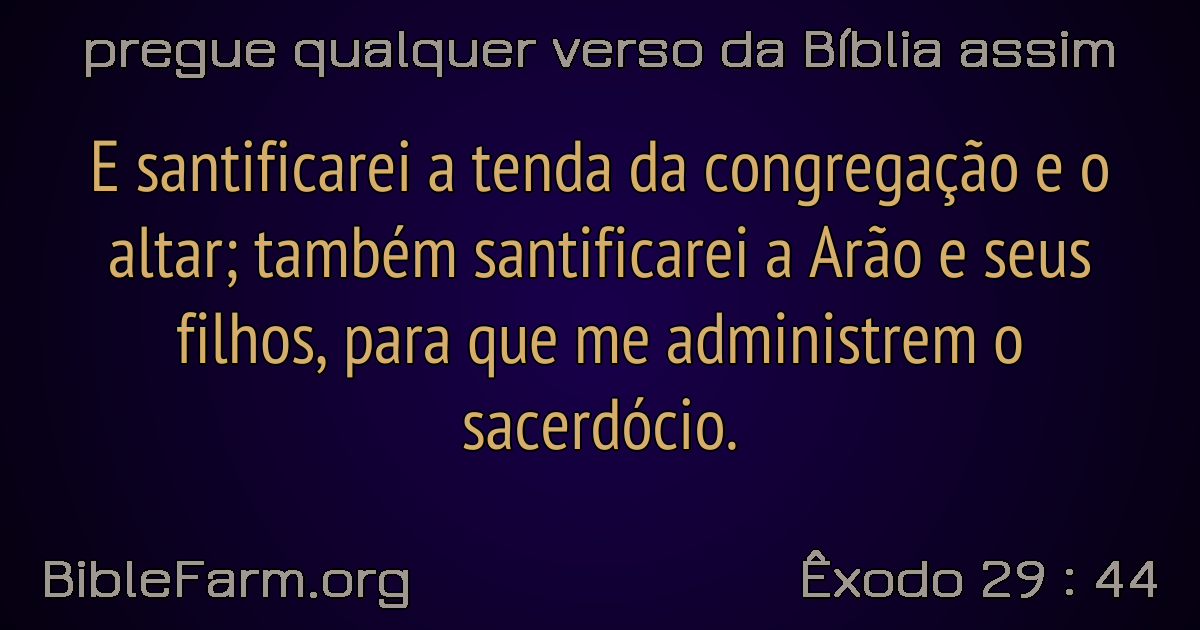 pregue qualquer verso da Bíblia assim
E santificarei a tenda da congregação e o
altar; também santificarei a Arão e seus
filhos, para que me administrem o
sacerdócio.
BibleFarm.org
Êxodo 29 : 44